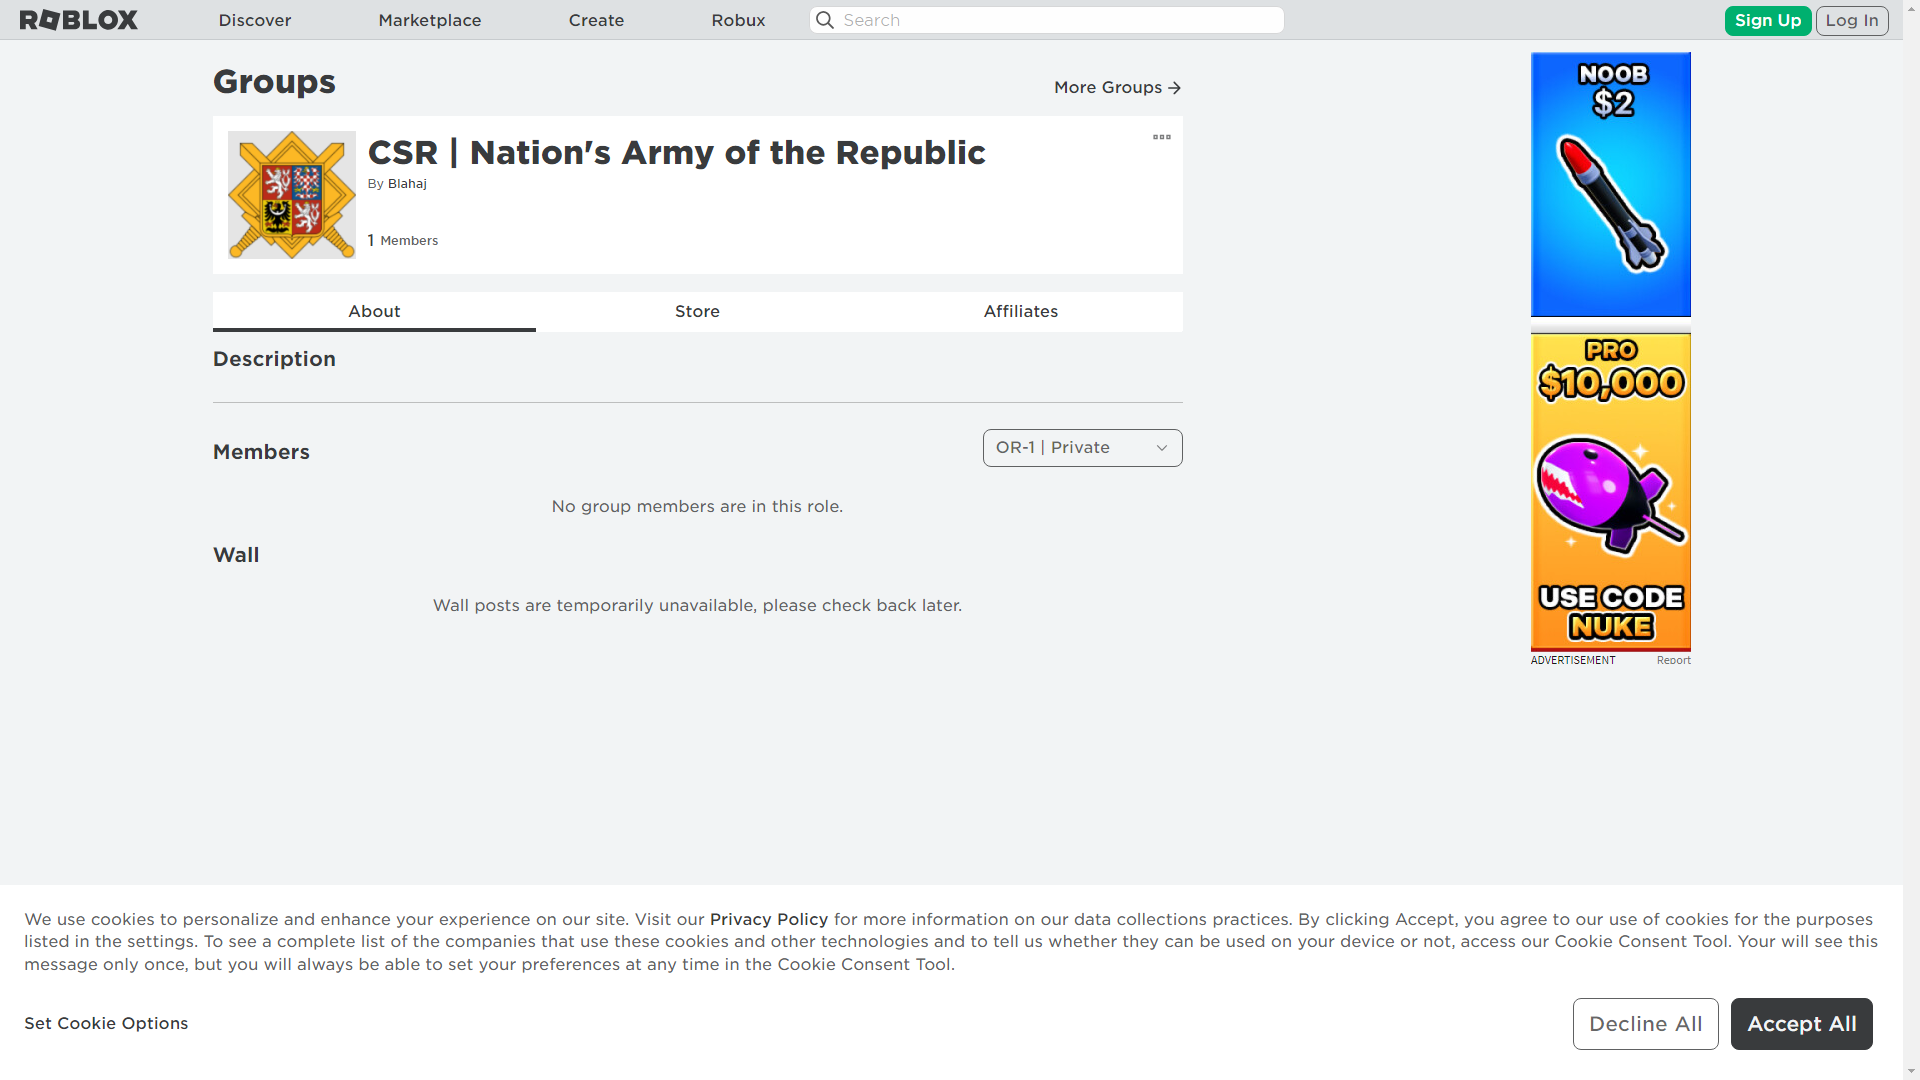 ROBLOX
Discover
Marketplace
Create
Robux
Search
Sign Up
Log In
Groups
More Groups
CSR | Nation's Army of the Republic
By Blahaj
1 Members
About
Store
Affiliates
Description
Members
OR-1 | Private
No group members are in this role.
Wall
Wall posts are temporarily unavailable, please check back later.
NOOB
$2
PRO
$10,000
USE CODE
NUKE
ADVERTISEMENT
Report
We use cookies to personalize and enhance your experience on our site. Visit our Privacy Policy for more information on our data collections practices. By clicking Accept, you agree to our use of cookies for the purposes
listed in the settings. To see a complete list of the companies that use these cookies and other technologies and to tell us whether they can be used on your device or not, access our Cookie Consent Tool. Your will see this
message only once, but you will always be able to set your preferences at any time in the Cookie Consent Tool.
Set Cookie Options
Decline All
Accept All